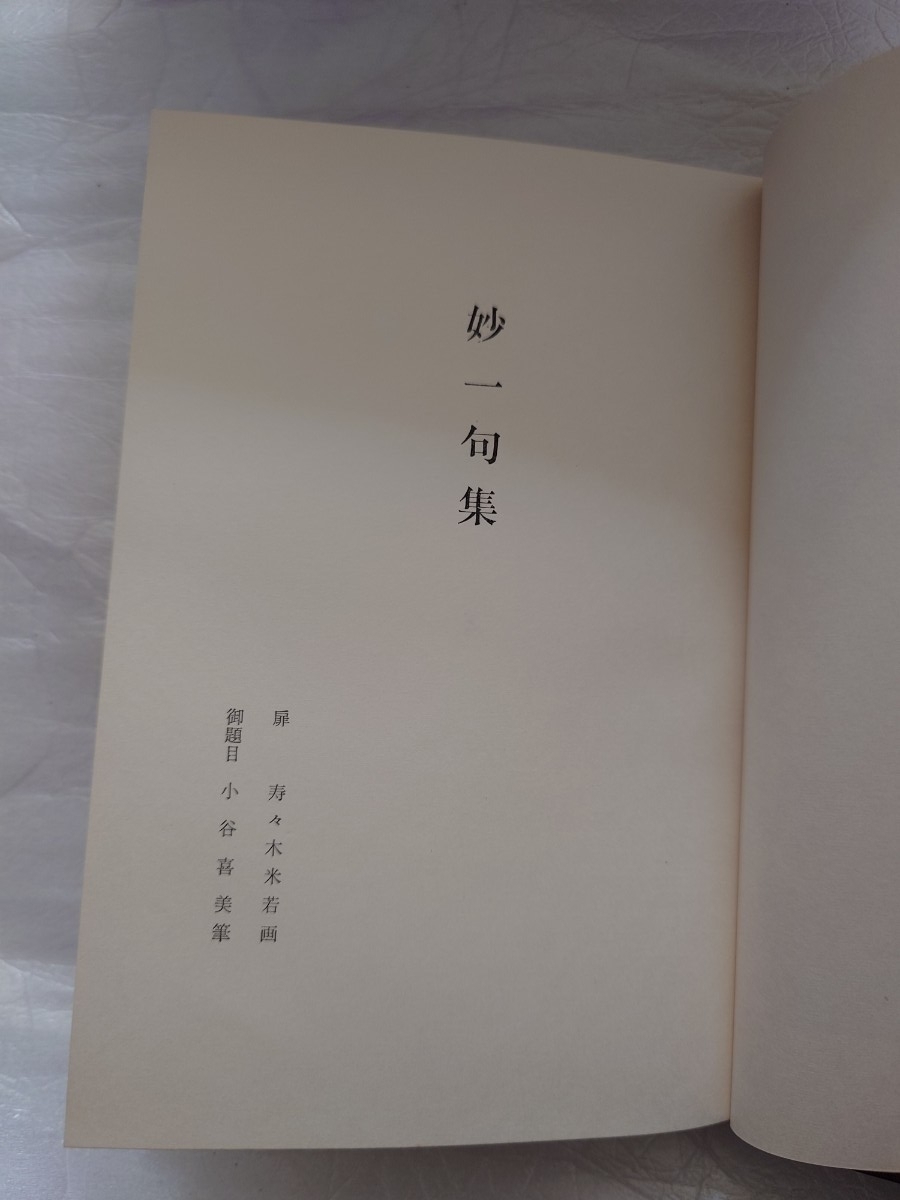 妙一句集
扉 寿々木米若画
御題目 小谷喜美筆